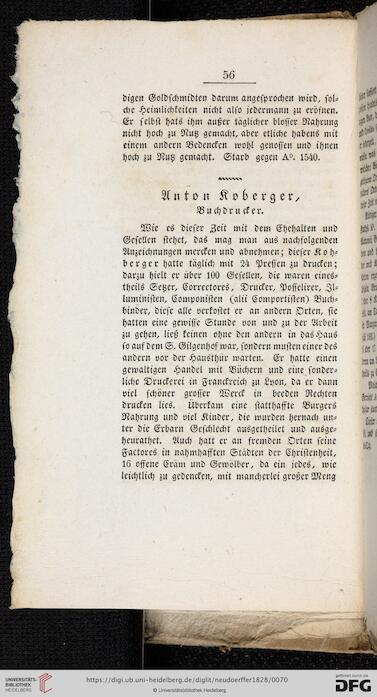 56
digen Goldschmidten darum angesprochen wird, sol-
che Heimlichkeiten nicht also jedermann zu eröfnen.
Er selbst hats ihm außer täglicher blosser Nahrung
nicht hoch zu Nutz gemacht, aber etliche habens mit
einem andern Bedencken wohl genossen und ihnen
hoch zu Nutz gemacht. Starb gegen Aº. 1540.
Anton Koberger,
Buchdrucker.
Wie es dieser Zeit mit dem Ehehalten und
Gesellen stehet, das mag man aus nachfolgenden
Anzeichnungen mercken und abnehmen; dieser Koh-
berger hatte täglich mit 24 Pressen zu drucken;
darzu hielt er über 100 Gesellen, die waren eines-
theils Setzer, Correctores, Drucker, Posselirer, Il-
luministen, Componisten (alii Comportisten) Buch-
binder, diese alle verkostet er an andern Orten, sie
hatten eine gewisse Stunde von und zu der Arbeit
zu gehen, ließ keinen ohne den andern in das Haus
so auf dem S. Gilgenhof war, sondern musten einer des
andern vor der Hausthür warten. Er hatte einen
gewaltigen Handel mit Büchern und eine sonder-
liche Druckerei in Franckreich zu Lyon, da er dann
viel schöner grosser Werck in beeden Rechten
drucken lies. Überkam eine statthaffte Burgers
Nahrung und viel Kinder, die wurden hernach un-
ter die Erbarn Geschlecht ausgetheilet und ausge-
heurathet. Auch hatt er an fremden Orten seine
Factores in nahmhafften Städten der Christenheit,
16 offene Cräm und Gewölber, da ein jedes, wie
leichtlich zu gedencken, mit mancherlei großer Meng
UNIVERSITÄTS-
BIBLIOTHEK
HEIDELBERG
https://digi.ub.uni-heidelberg.de/diglit/neudoerffer1828/0070
© Universitätsbibliothek Heidelberg
gefördert durch die
DFG